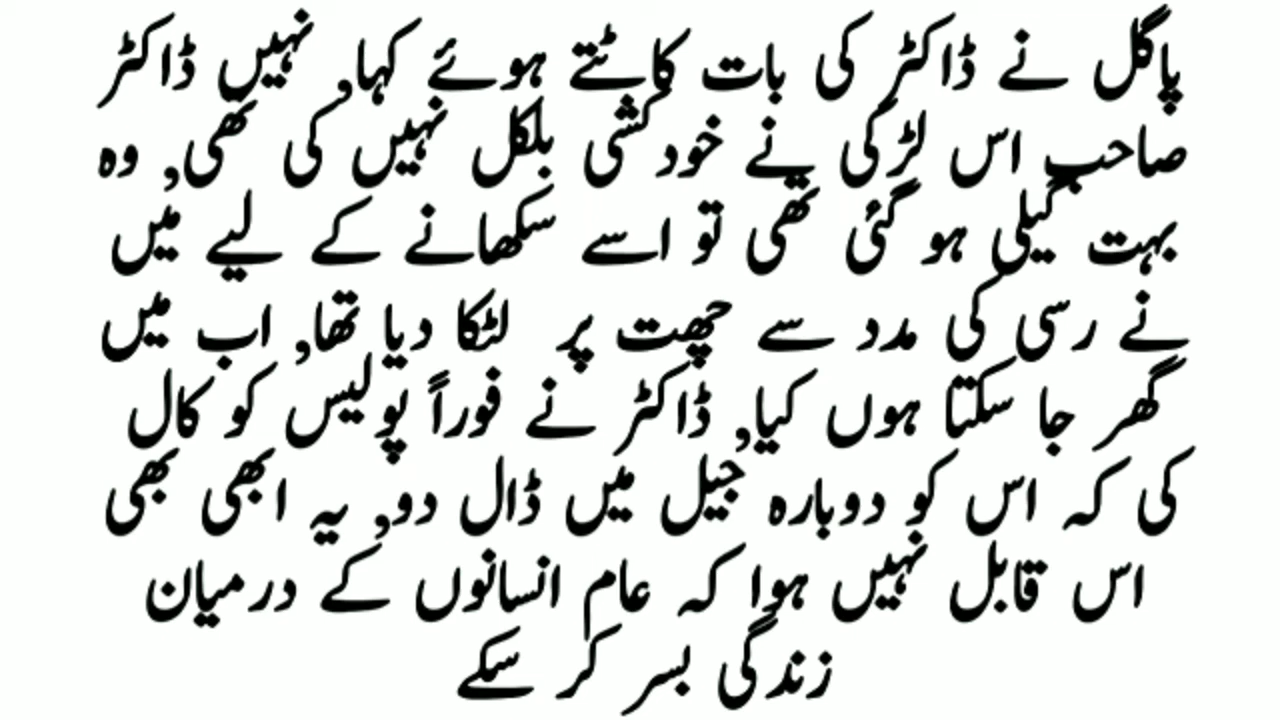 پاگل نے ڈاکٹر کی بات کاٹتے ہوئے کہا, نہیں ڈاکٹر
صاحب اس لڑکی نے خودکشی بلکل نہیں کی تھی, وہ
بہت گیلی ہو گئی تھی تو اسے سکھانے کے لیے میں
نے رسی کی مدد سے چھت پر لٹکا دیا تھا, اب میں
گھر جا سکتا ہوں کیا, ڈاکٹر نے فوراً پولیس کو کال
کی کہ اس کو دوبارہ جیل میں ڈال دو, یہ ابھی بھی
اس قابل نہیں ہوا کہ عام انسانوں کے درمیان
زندگی بسر کر سکے